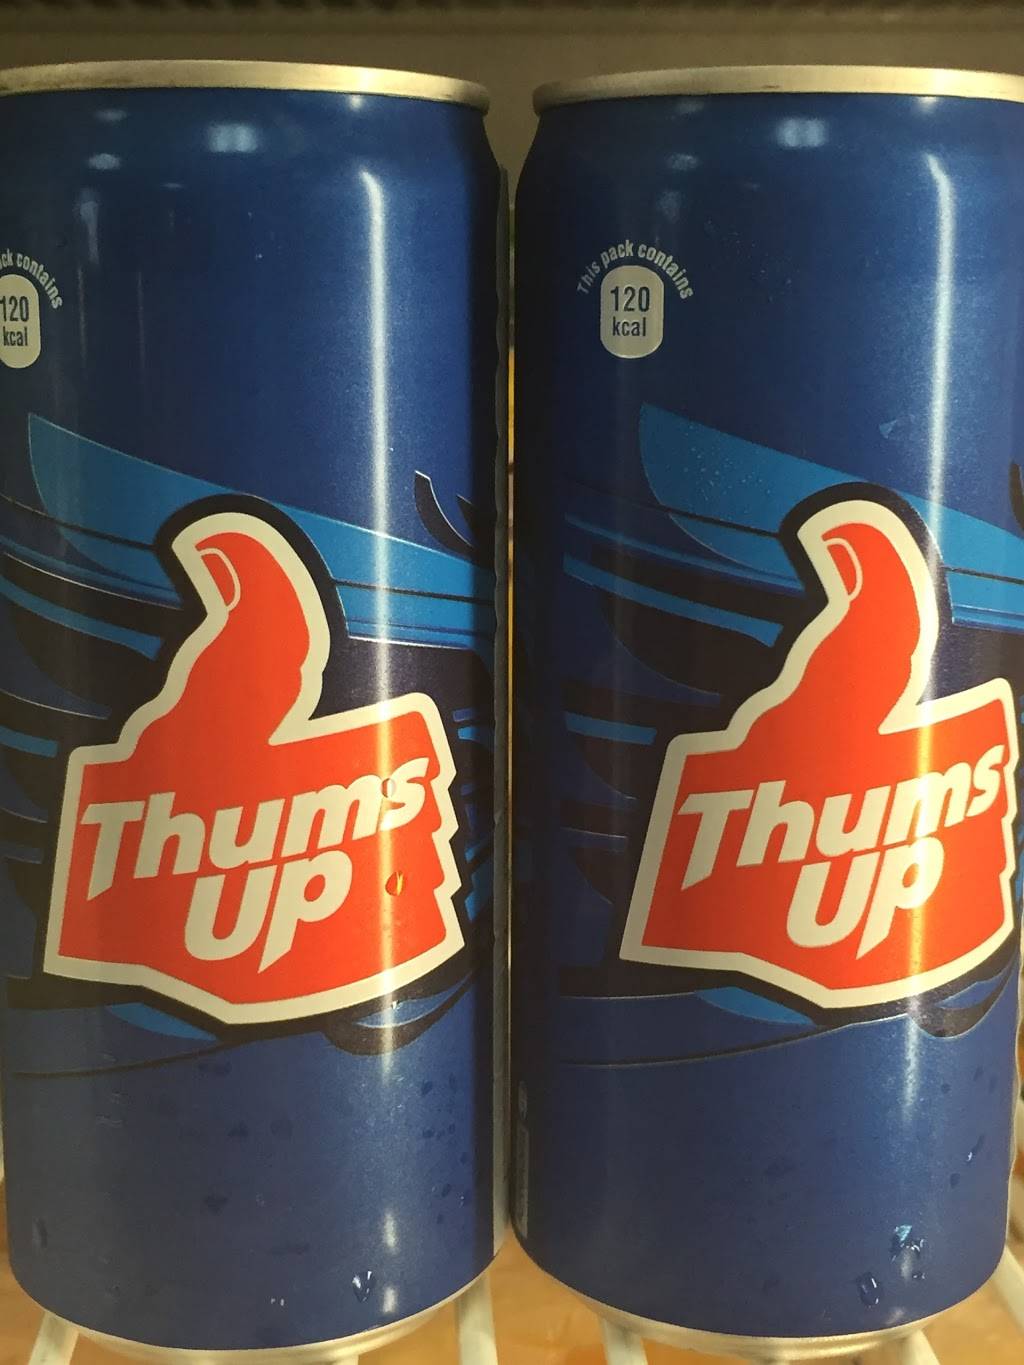 ck contains
120
kcal
Thums
Up
This pack contains
120
kcal
Thums
Up